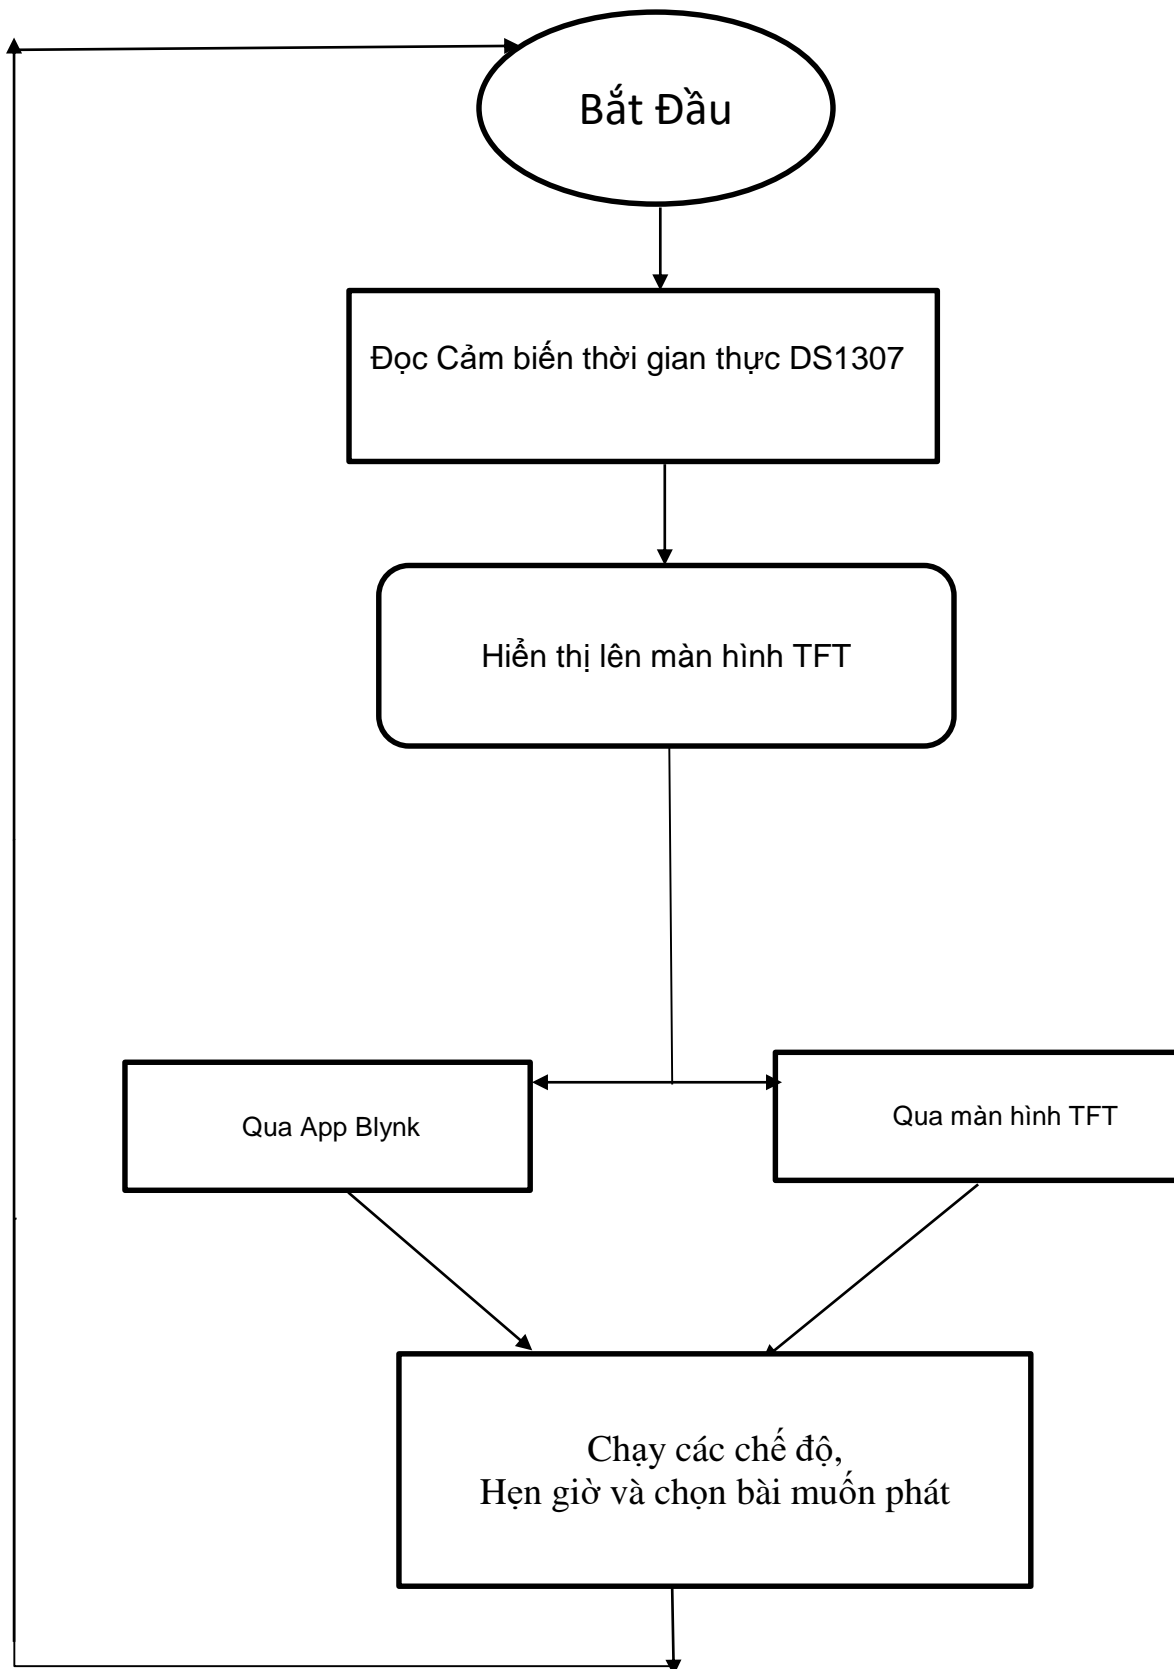 Bắt Đầu
Đọc Cảm biến thời gian thực DS1307
Hiển thị lên màn hình TFT
Qua App Blynk
Qua màn hình TFT
Chạy các chế độ,
Hẹn giờ và chọn bài muốn phát